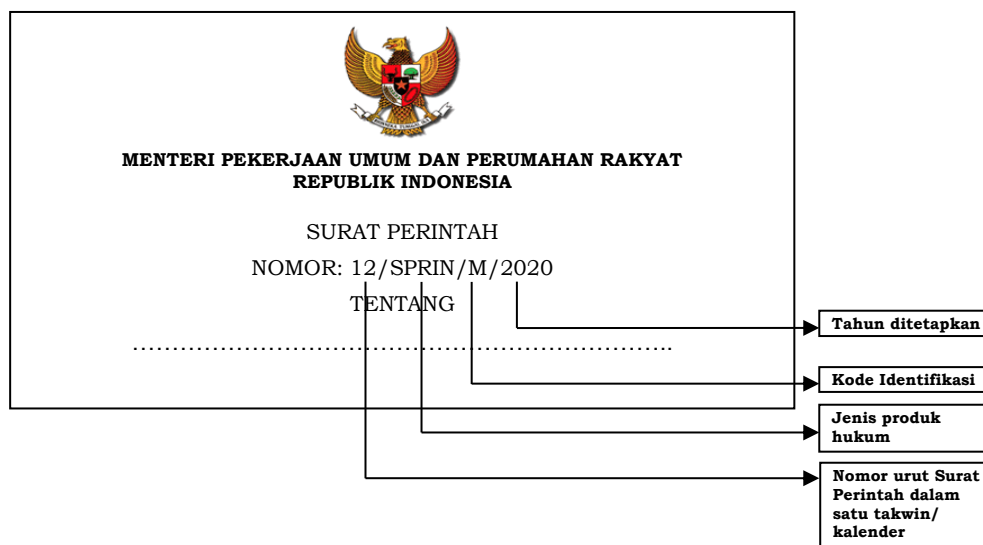 MENTERI PEKERJAAN UMUM DAN PERUMAHAN RAKYAT
REPUBLIK INDONESIA
SURAT PERINTAH
NOMOR: 12/SPRIN/M/2020
TENTANG
……………………………………………………………
Tahun ditetapkan
Kode Identifikasi
Jenis produk
hukum
Nomor urut Surat
Perintah dalam
satu takwin/
kalender